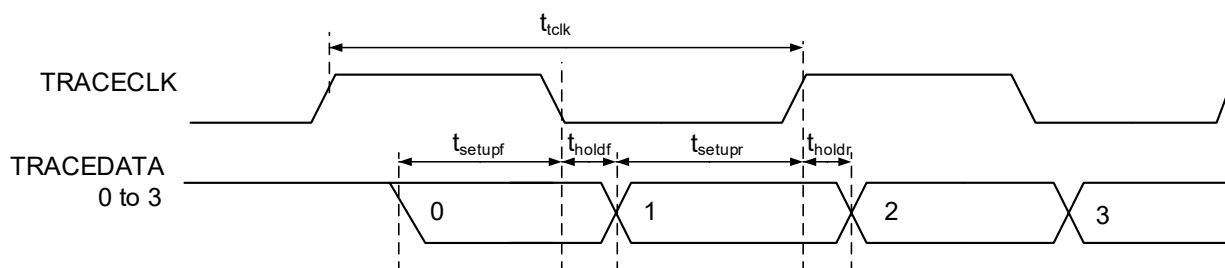 t_tclk
TRACECLK
t_setupf t_holdf t_setupr t_holdr
TRACEDATA
0 to 3
0 1 2 3